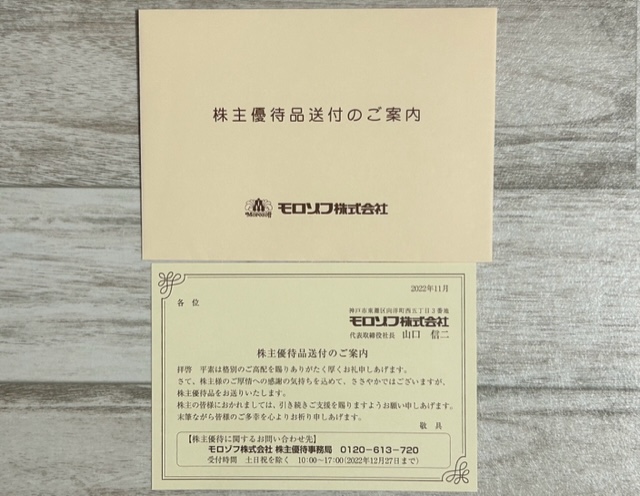 株主優待品送付のご案内
Morozoff
モロゾフ株式会社
2022年11月
各位
神戸市東灘区向洋町西五丁目3番地
モロゾフ株式会社
代表取締役社長 山口 信二
株主優待品送付のご案内
拝啓 平素は格別のご高配を賜りありがたく厚くお礼申しあげます。
さて、株主様のご厚情への感謝の気持ちを込めて、ささやかではございますが、
株主優待品をお送りいたします。
株主の皆様におかれましては、引き続きご支援を賜りますようお願い申しあげます。
末筆ながら皆様のご多幸を心よりお祈り申しあげます。
敬具
【株主優待に関するお問い合わせ先】
モロゾフ株式会社 株主優待事務局 0120-613-720
受付時間 土日祝を除く 10:00～17:00(2022年12月27日まで)